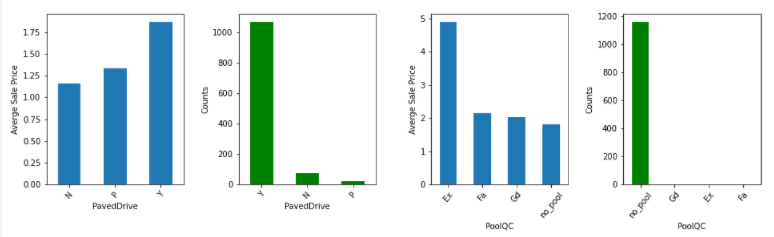 Averge Sale Price
1.75
1.50
1.25
1.00
0.75
0.50
0.25
0.00
N P Y
PavedDrive
Counts
1000
800
600
400
200
0
Y N P
PavedDrive
Averge Sale Price
5
4
3
2
1
0
Ex Fa Gd no_pool
PoolQC
Counts
1200
1000
800
600
400
200
0
no_pool Gd Ex Fa
PoolQC